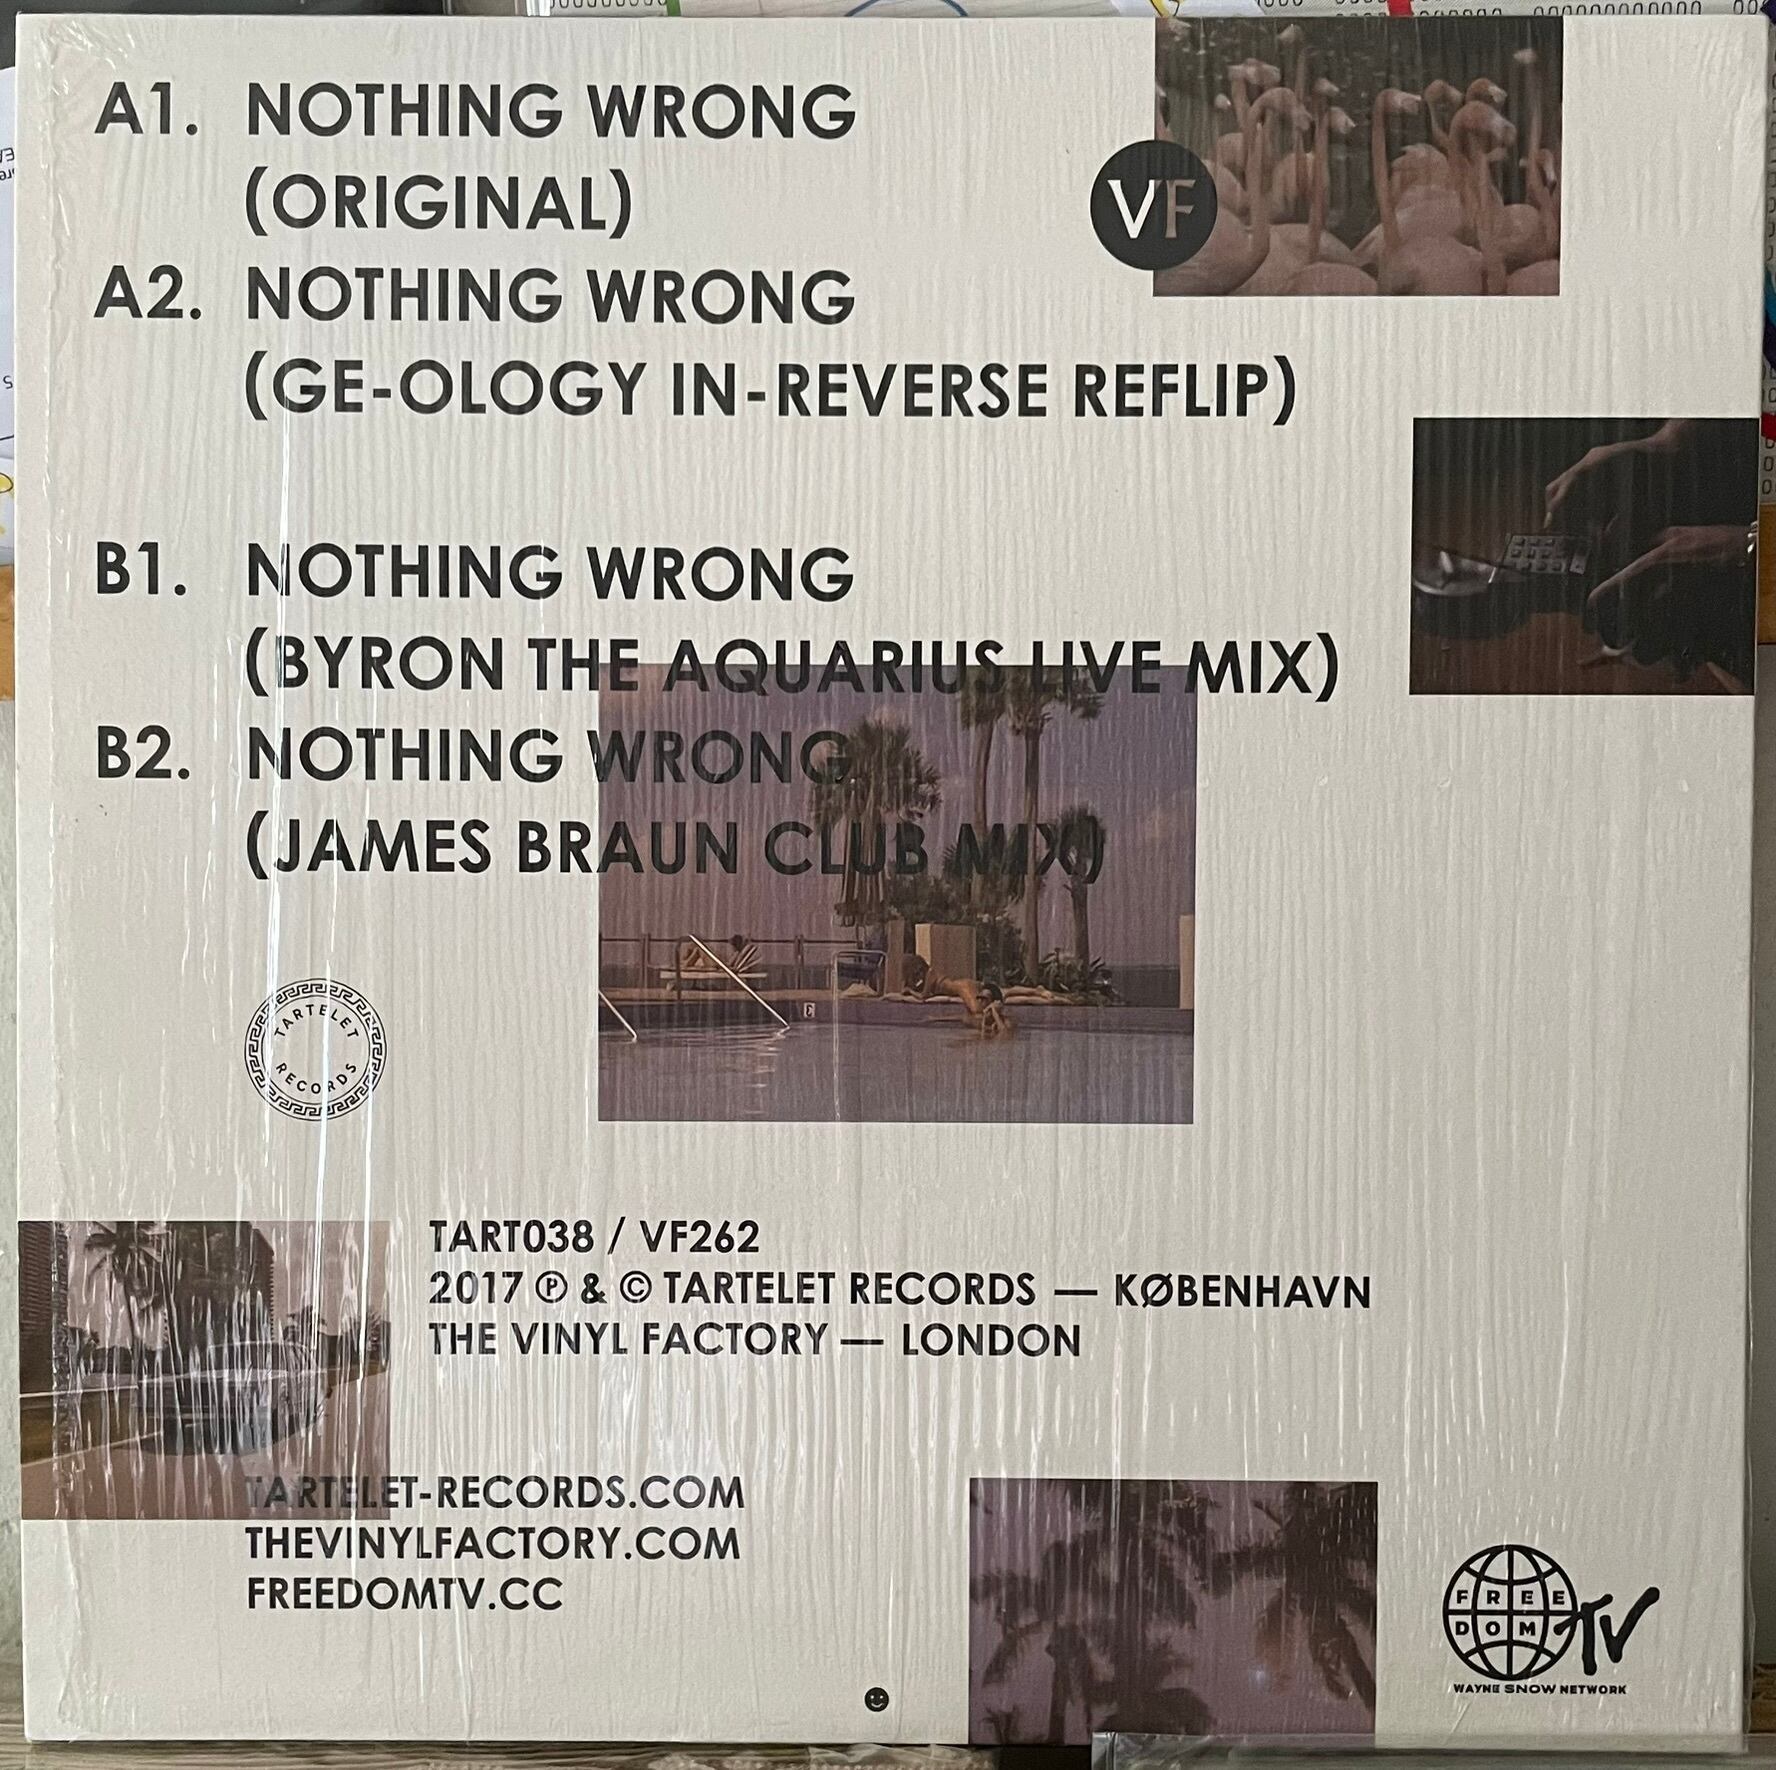 A1. NOTHING WRONG
(ORIGINAL)
VF
A2. NOTHING WRONG
(GE-OLOGY IN-REVERSE REFLIP)
B1. NOTHING WRONG
(BYRON THE AQUARIUS LIVE MIX)
B2. NOTHING WRONG
(JAMES BRAUN CLUB MIX)
TARTELET
RECORDS
TART038 / VF262
2017 ℗ & © TARTELET RECORDS — KØBENHAVN
THE VINYL FACTORY — LONDON
TARTELET-RECORDS.COM
THEVINYLFACTORY.COM
FREEDOMTV.CC
FREE
DOM TV
WAYNE SNOW NETWORK